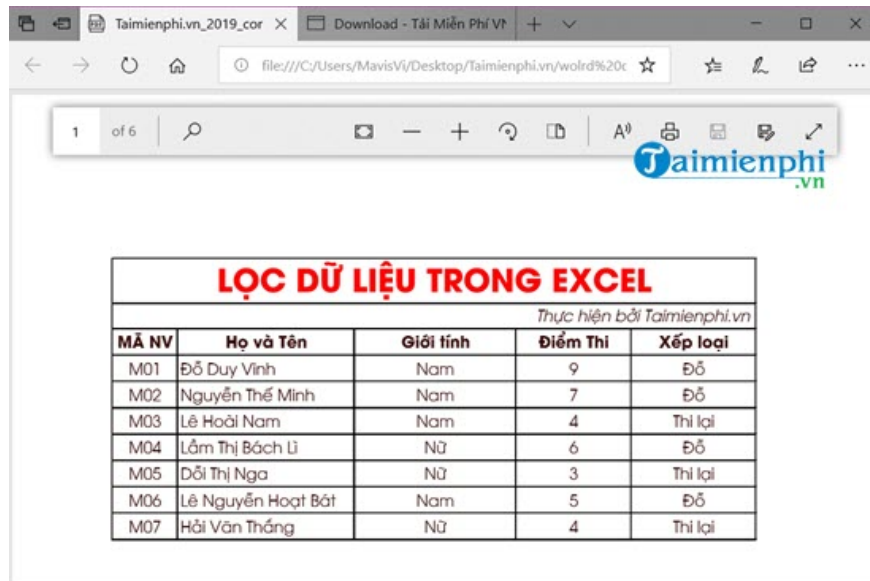 Taimienphi.vn_2019_cor Download - Tải Miễn Phí VN
file:///C:/Users/MavisVi/Desktop/Taimienphi.vn/wolrd%20c
1 of 6
Taimienphi
.vn
LỌC DỮ LIỆU TRONG EXCEL
Thực hiện bởi Taimienphi.vn
MÃ NV Họ và Tên Giới tính Điểm Thi Xếp loại
M01 Đỗ Duy Vinh Nam 9 Đỗ
M02 Nguyễn Thế Minh Nam 7 Đỗ
M03 Lê Hoài Nam Nam 4 Thi lại
M04 Lầm Thị Bách Lì Nữ 6 Đỗ
M05 Dỗi Thị Nga Nữ 3 Thi lại
M06 Lê Nguyễn Hoạt Bát Nam 5 Đỗ
M07 Hải Văn Thắng Nữ 4 Thi lại